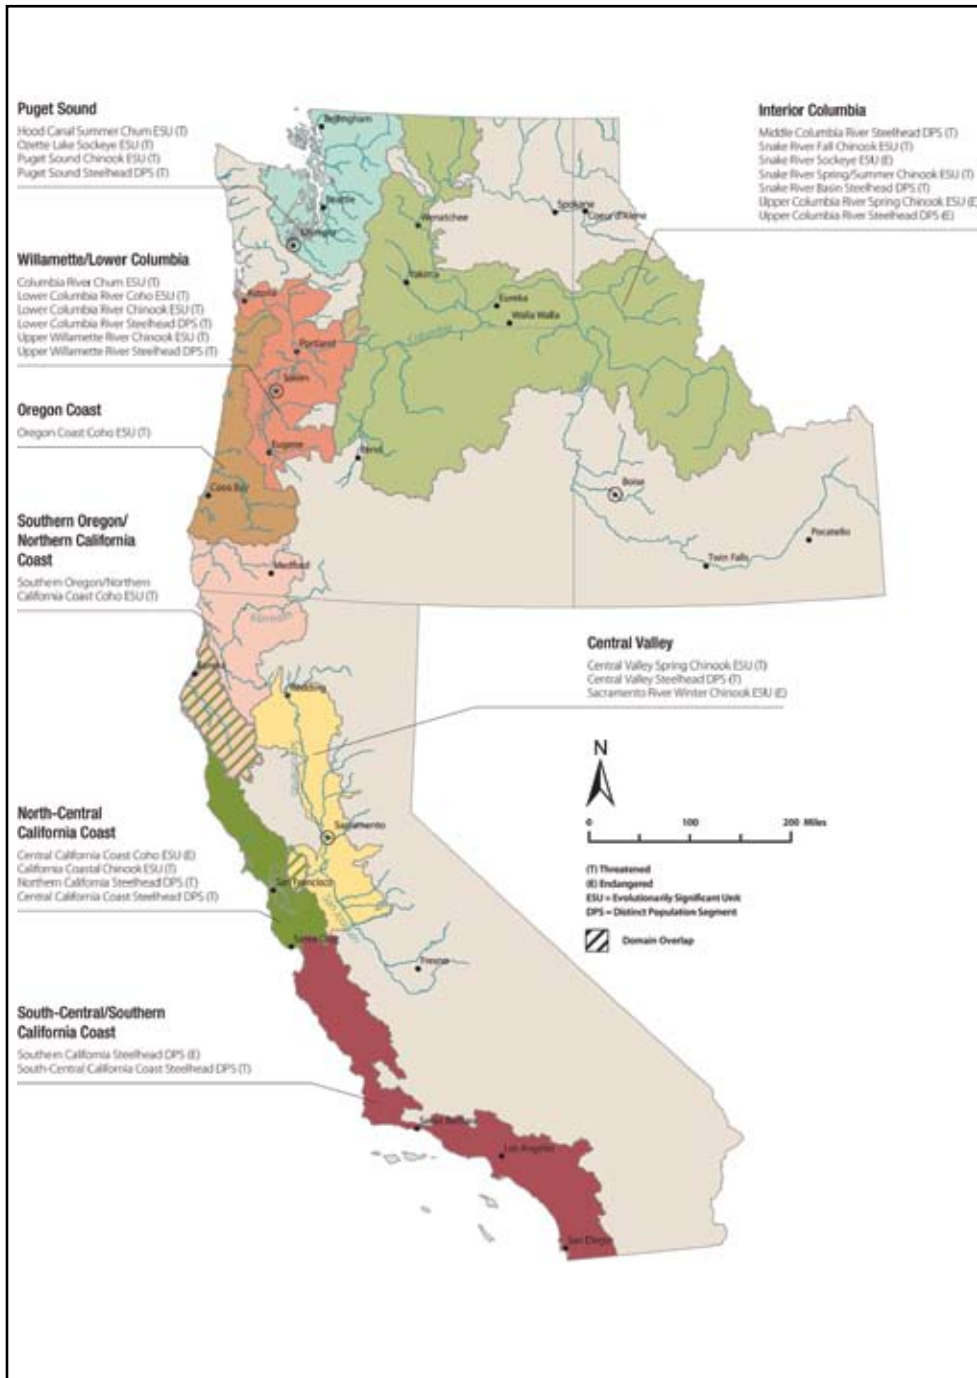 Puget Sound
Hood Canal Summer Chum ESU (T)
Ozette Lake Sockeye ESU (T)
Puget Sound Chinook ESU (T)
Puget Sound Steelhead DPS (T)
Interior Columbia
Middle Columbia River Steelhead DPS (T)
Snake River Fall Chinook ESU (T)
Snake River Sockeye ESU (E)
Snake River Spring/Summer Chinook ESU (T)
Snake River Basin Steelhead DPS (T)
Upper Columbia River Spring Chinook ESU (E)
Upper Columbia River Steelhead DPS (E)
Bellingham
Seattle
Olympia
Wenatchee
Spokane
Coeur d'Alene
Yakima
Eureka
Walla Walla
Columbia
Willamette/Lower Columbia
Columbia River Chum ESU (T)
Lower Columbia River Coho ESU (T)
Lower Columbia River Chinook ESU (T)
Lower Columbia River Steelhead DPS (T)
Upper Willamette River Chinook ESU (T)
Upper Willamette River Steelhead DPS (T)
Astoria
Portland
Salem
Eugene
Bend
Oregon Coast
Oregon Coast Coho ESU (T)
Coos Bay
Boise
Pocatello
Twin Falls
Southern Oregon/
Northern California
Coast
Southern Oregon/Northern
California Coast Coho ESU (T)
Medford
Klamath
Eureka
Redding
Central Valley
Central Valley Spring Chinook ESU (T)
Central Valley Steelhead DPS (T)
Sacramento River Winter Chinook ESU (E)
N
0 100 200 Miles
(T) Threatened
(E) Endangered
ESU = Evolutionarily Significant Unit
DPS = Distinct Population Segment
Domain Overlap
North-Central
California Coast
Central California Coast Coho ESU (E)
California Coastal Chinook ESU (T)
Northern California Steelhead DPS (T)
Central California Coast Steelhead DPS (T)
Sacramento
San Francisco
Santa Cruz
Fresno
South-Central/Southern
California Coast
Southern California Steelhead DPS (E)
South-Central California Coast Steelhead DPS (T)
Santa Barbara
Los Angeles
San Diego